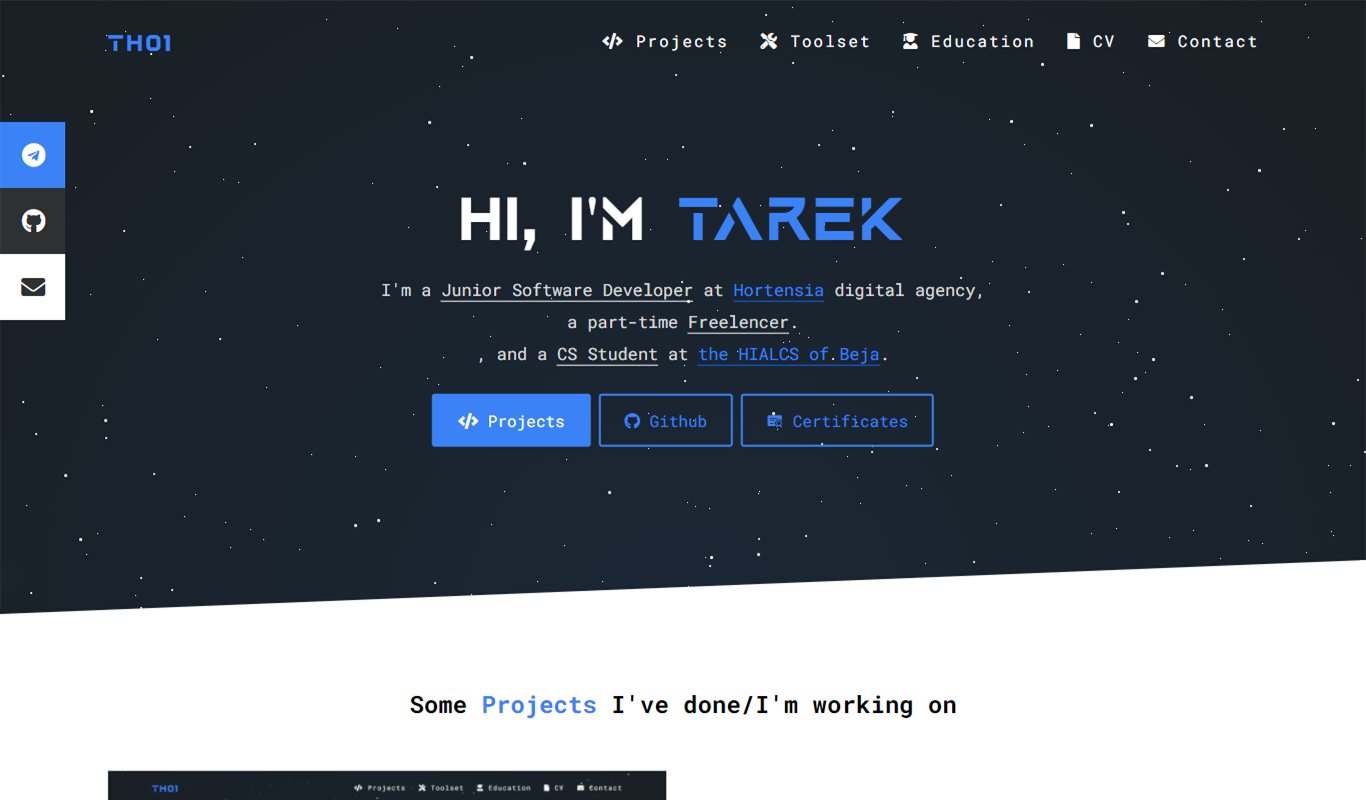 TH01
Projects Toolset Education CV Contact
HI, I'M TAREK
I'm a Junior Software Developer at Hortensia digital agency,
a part-time Freelencer.
, and a CS Student at the HIALCS of Beja.
Projects Github Certificates
Some Projects I've done/I'm working on
TH01 Projects Toolset Education CV Contact